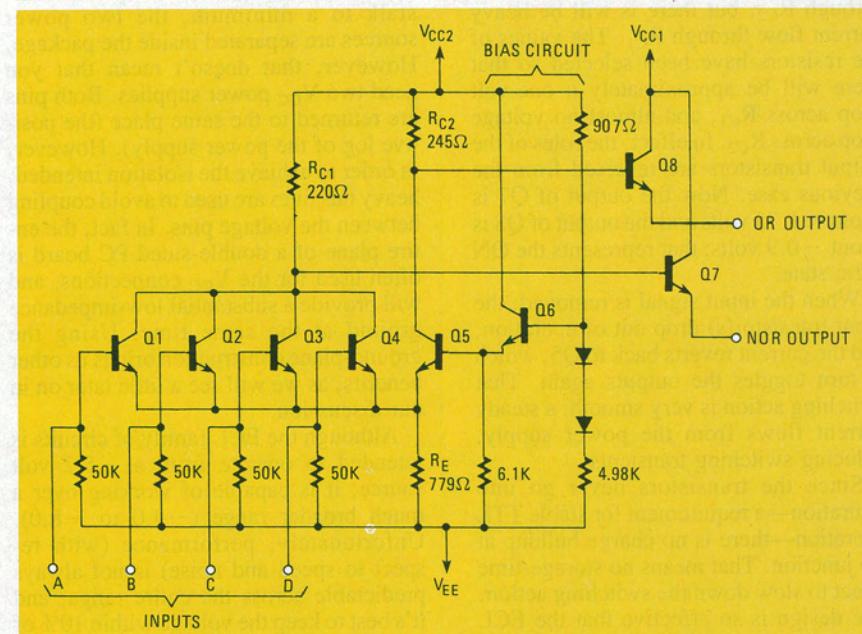 VCC2
VCC1
BIAS CIRCUIT
RC2
245Ω
907Ω
RC1
220Ω
Q8
OR OUTPUT
Q7
NOR OUTPUT
Q1
Q2
Q3
Q4
Q5
Q6
50K
50K
50K
50K
RE
779Ω
6.1K
4.98K
A
B
C
D
VEE
INPUTS